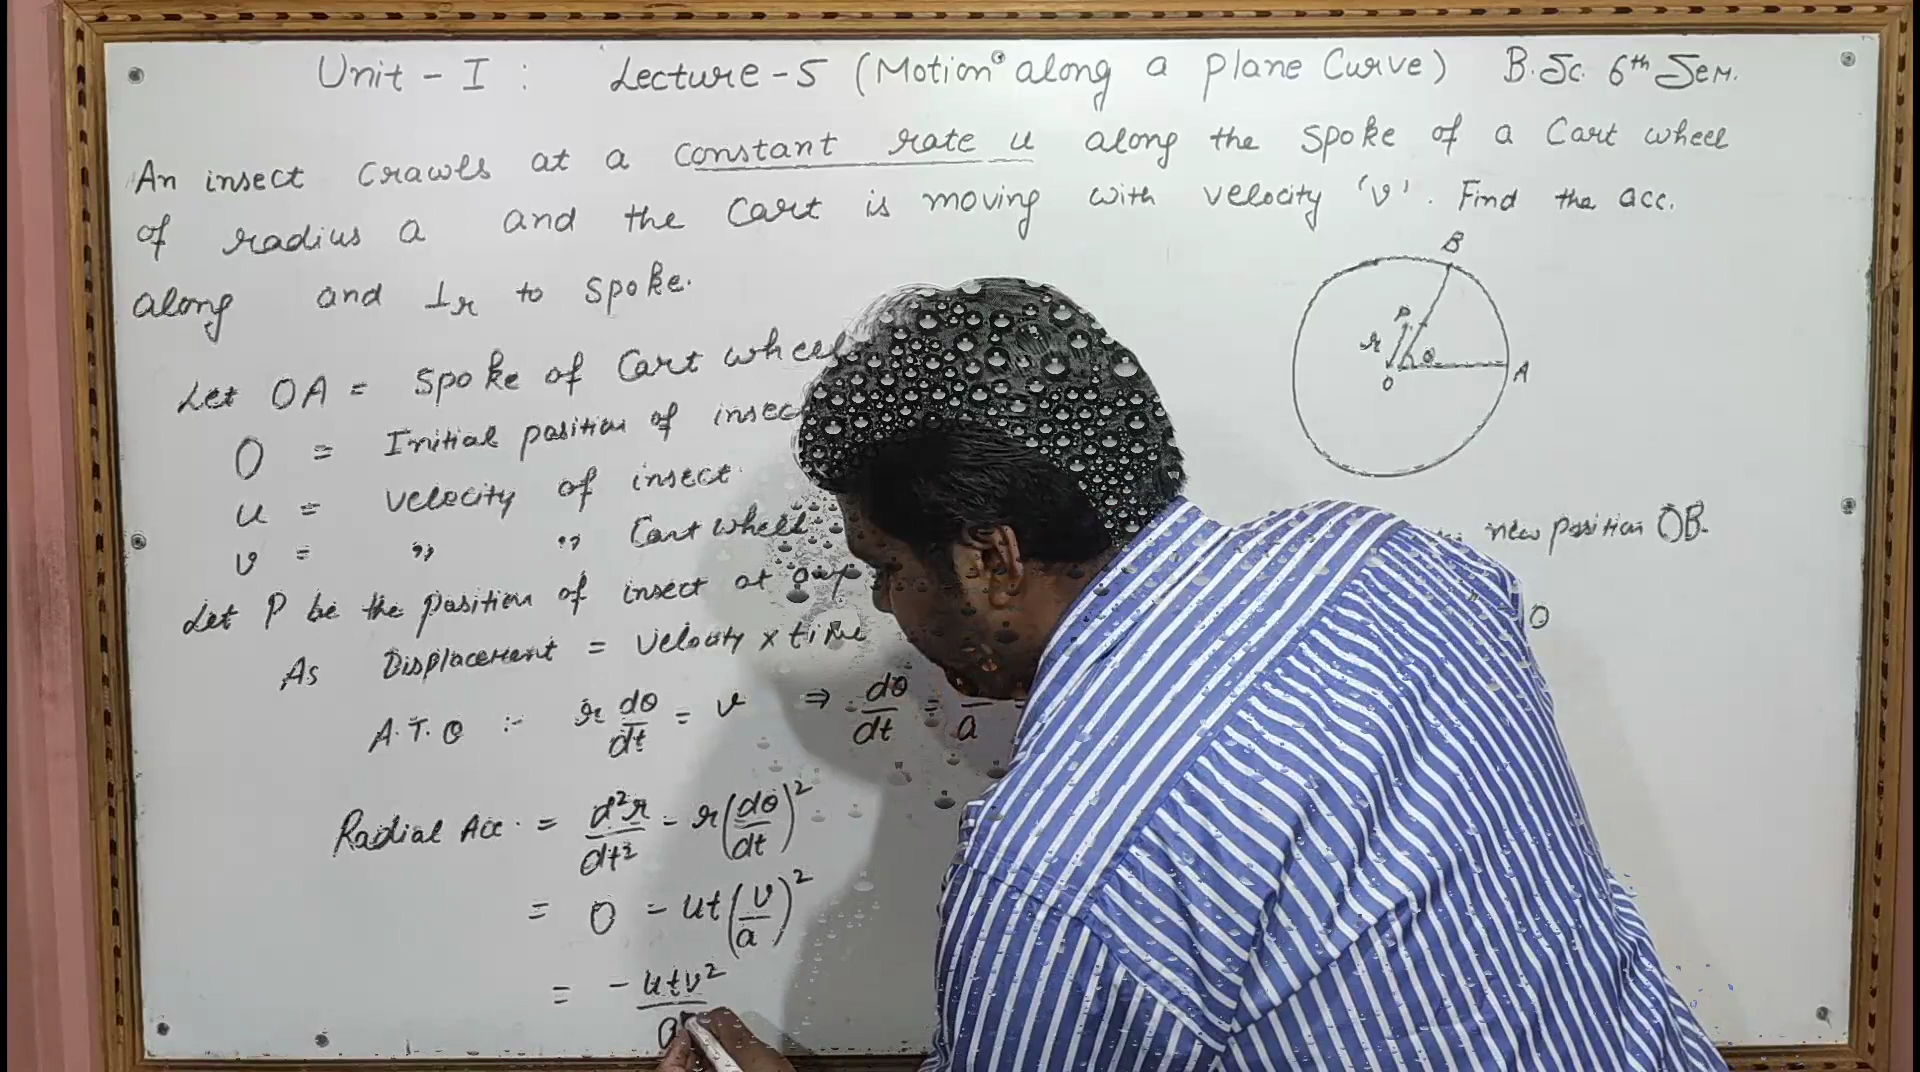 Unit - I : Lecture - 5 (Motion along a plane Curve) B.Sc. 6th Sem.
An insect crawls at a constant rate u along the spoke of a cart wheel
of radius a and the cart is moving with velocity 'v'. Find the acc.
along and ⊥r to spoke.
Let OA = spoke of Cart wheel
O = Initial position of insect
u = velocity of insect
v = ,, ,, Cart wheel
Let P be the position of insect at any
As Displacement = velocity × time
A.T.Q :- r dθ/dt = v ⇒ dθ/dt = /a =
Radial Acc. = d²r/dt² - r(dθ/dt)²
= 0 - ut(v/a)²
= -utv²/a
B
P
r
θ
O
A
new position OB.
0